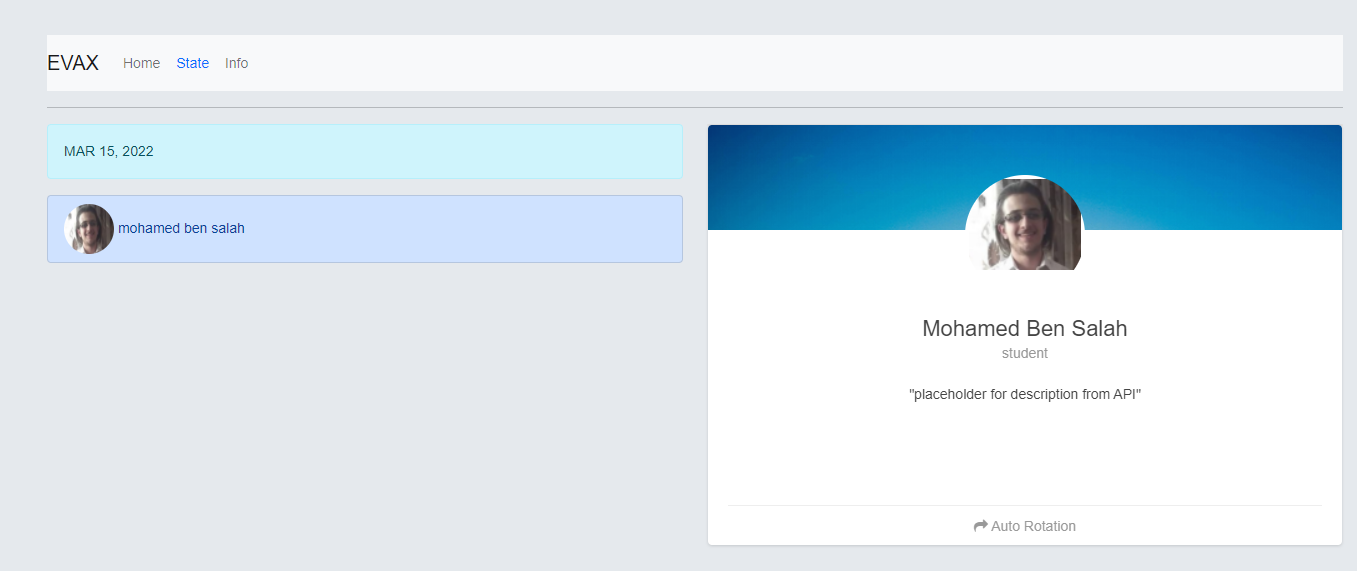 EVAX Home State Info
MAR 15, 2022
mohamed ben salah
Mohamed Ben Salah
student
"placeholder for description from API"
Auto Rotation